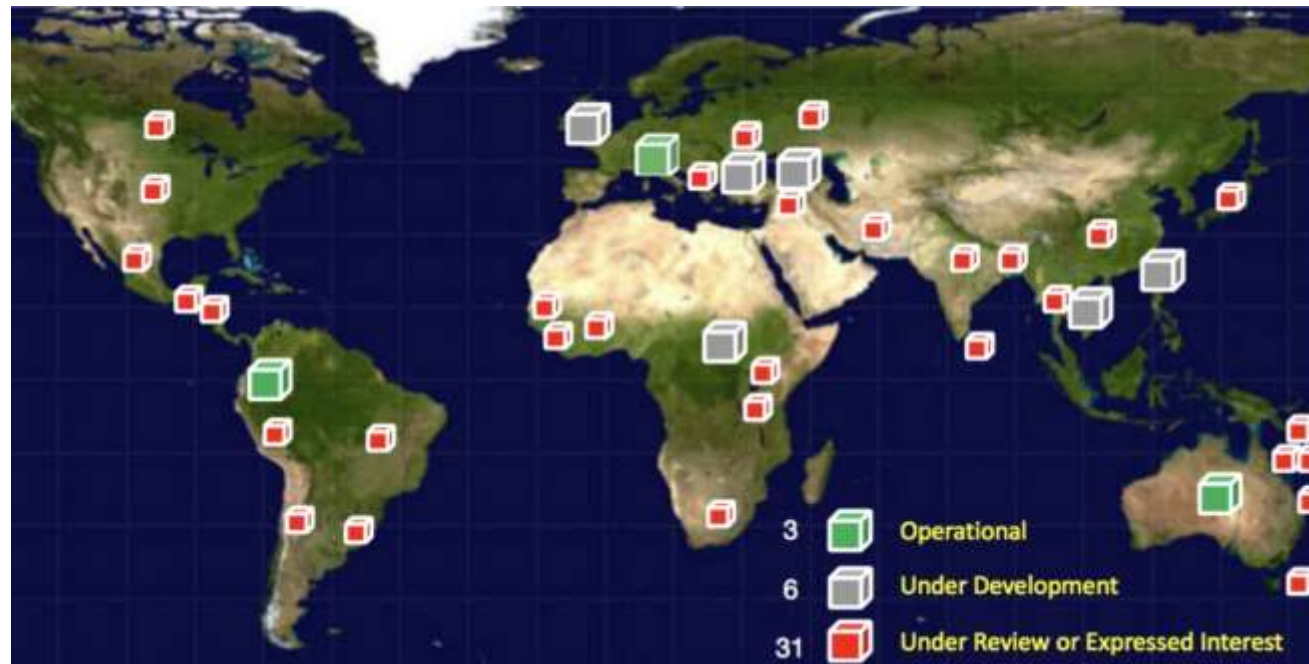 3 Operational
6 Under Development
31 Under Review or Expressed Interest